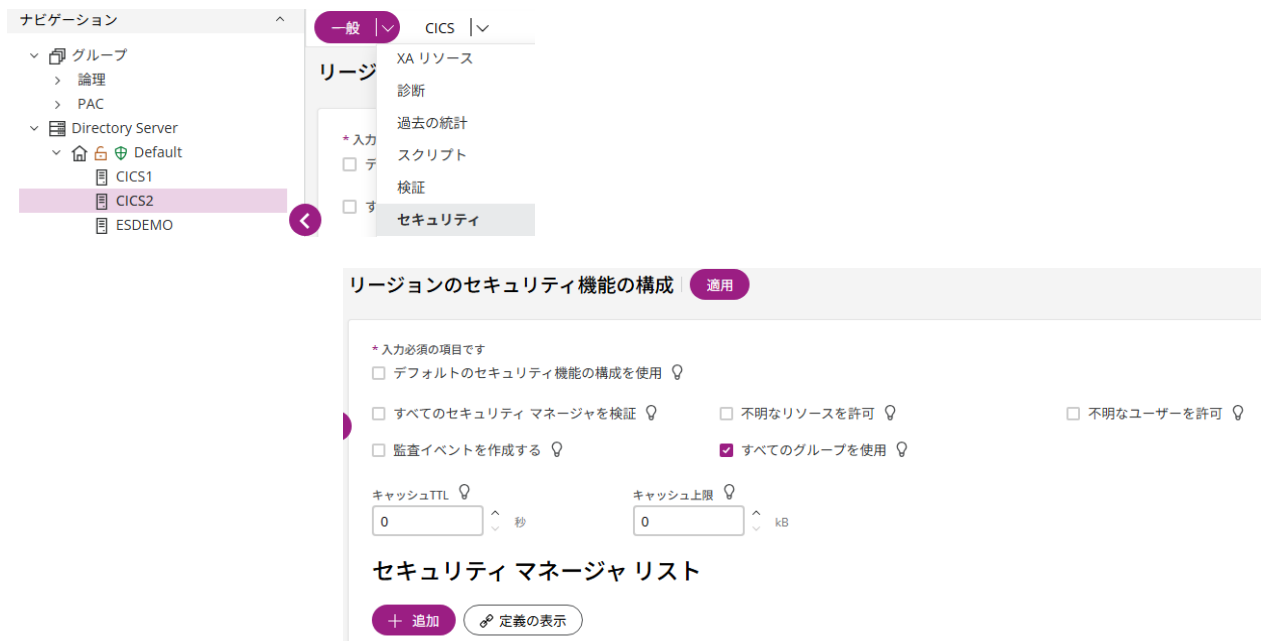 ナビゲーション
グループ
論理
PAC
Directory Server
Default
CICS1
CICS2
ESDEMO
一般 CICS
リージ
XA リソース
診断
過去の統計
* 入力
スクリプト
デ
検証
す
セキュリティ
リージョンのセキュリティ機能の構成 適用
* 入力必須の項目です
デフォルトのセキュリティ機能の構成を使用
すべてのセキュリティ マネージャを検証 不明なリソースを許可 不明なユーザーを許可
監査イベントを作成する すべてのグループを使用
キャッシュTTL キャッシュ上限
0 秒 0 kB
セキュリティ マネージャ リスト
追加 定義の表示